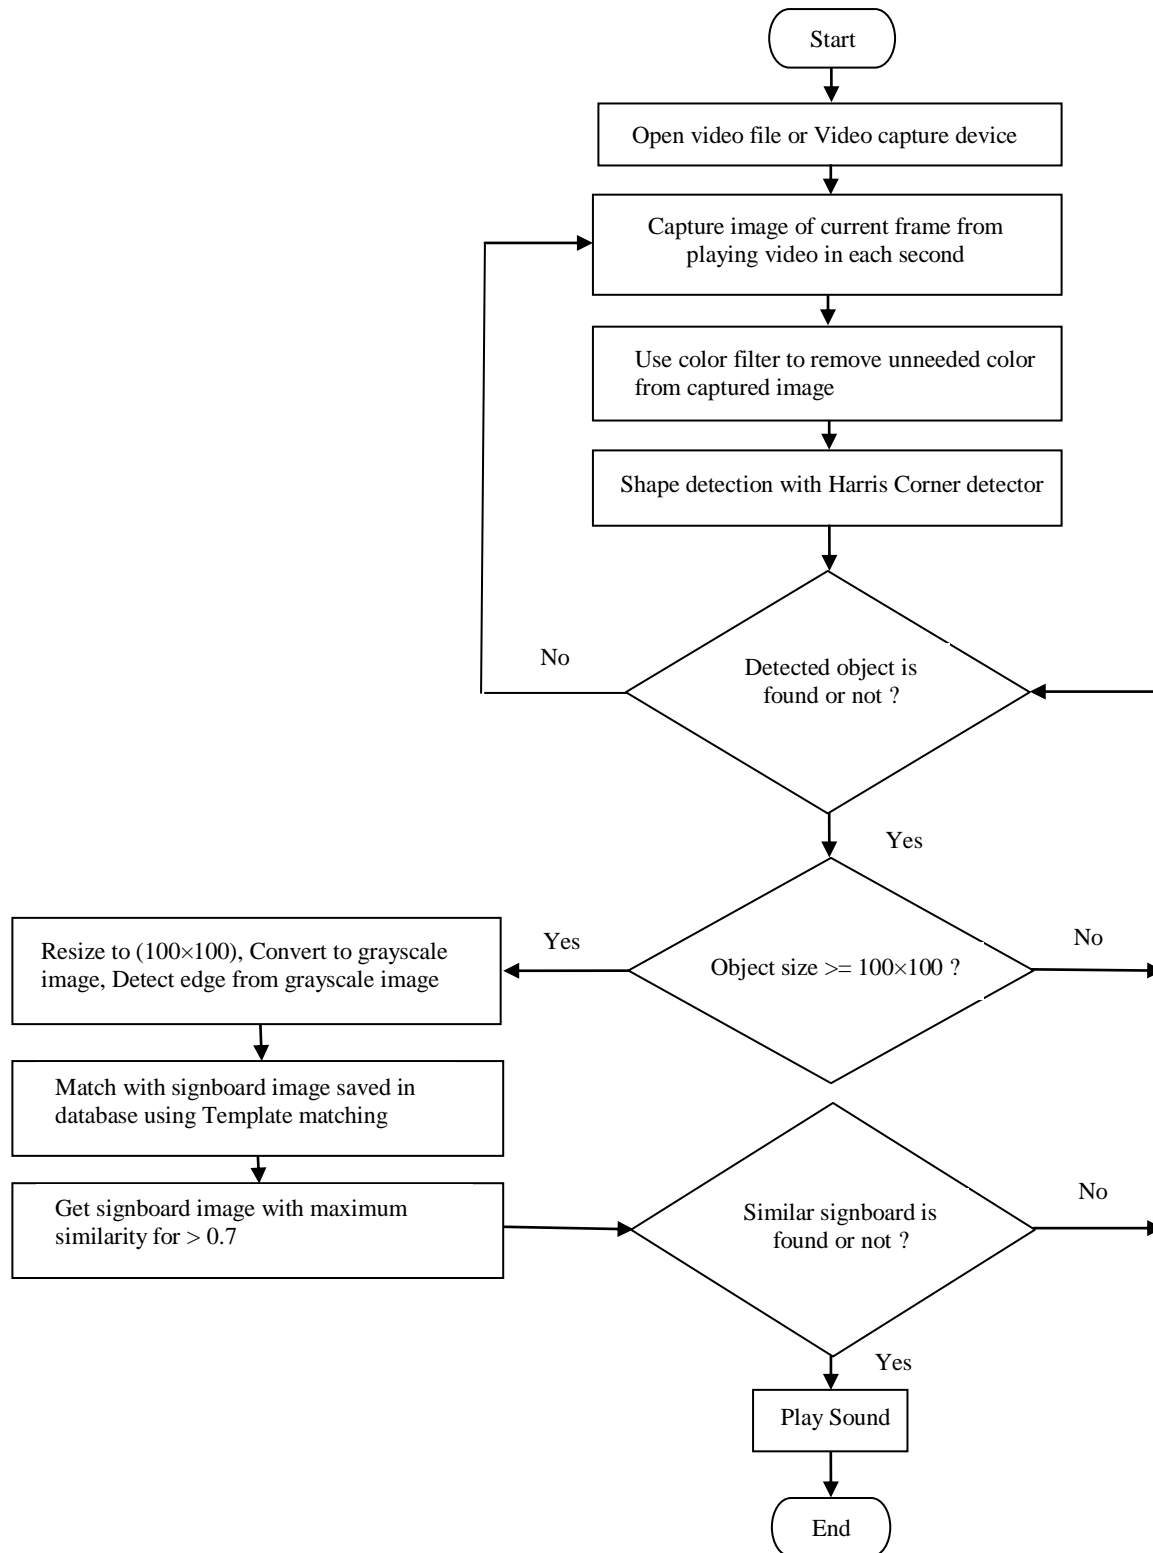 Start
Open video file or Video capture device
Capture image of current frame from
playing video in each second
Use color filter to remove unneeded color
from captured image
Shape detection with Harris Corner detector
No
Detected object is
found or not ?
Yes
Resize to (100×100), Convert to grayscale
image, Detect edge from grayscale image
Yes
Object size >= 100×100 ?
No
Match with signboard image saved in
database using Template matching
Get signboard image with maximum
similarity for > 0.7
Similar signboard is
found or not ?
No
Yes
Play Sound
End